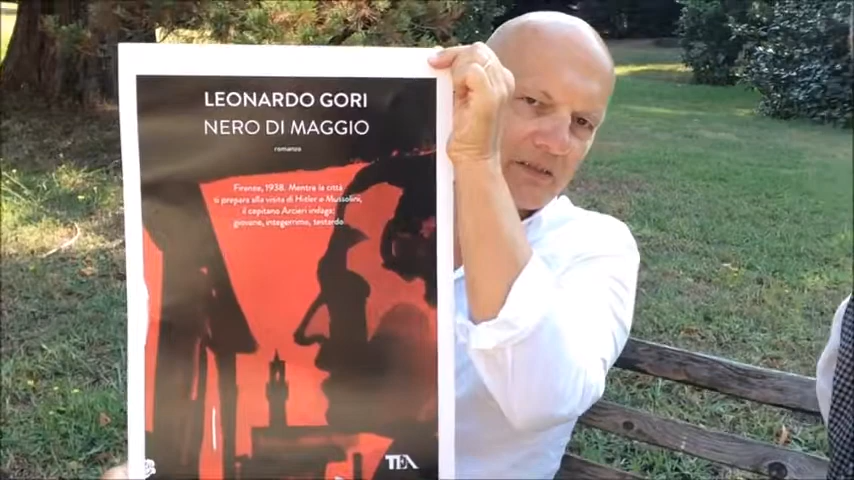 LEONARDO GORI
NERO DI MAGGIO
romanzo
Firenze, 1938. Mentre la città
si prepara alla visita di Hitler e Mussolini,
il capitano Arcieri indaga:
giovane, integerrimo, testardo
TEA